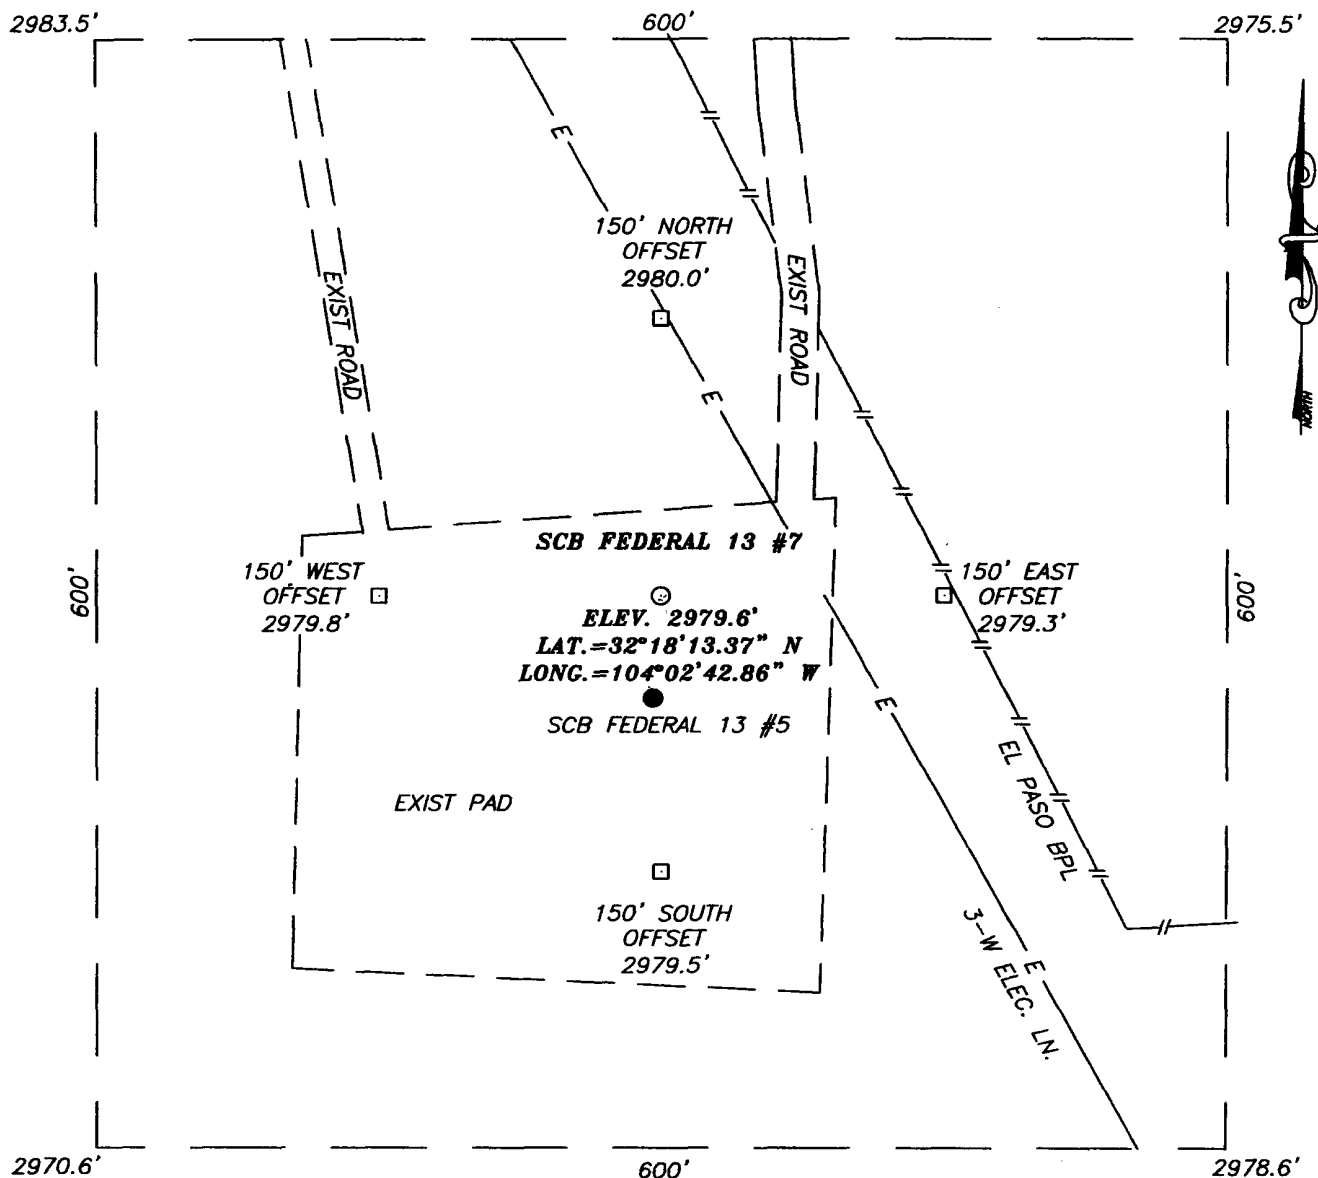 2983.5'
600'
2975.5'
E
150' NORTH
OFFSET
2980.0'
EXIST ROAD
EXIST ROAD
E
NORTH
SCB FEDERAL 13 #7
150' WEST
OFFSET
2979.8'
150' EAST
OFFSET
2979.3'
600'
600'
ELEV. 2979.6'
LAT.=32°18'13.37" N
LONG.=104°02'42.86" W
E
SCB FEDERAL 13 #5
EXIST PAD
EL PASO BPL
150' SOUTH
OFFSET
2979.5'
E
3-W ELEC. LN.
2970.6'
600'
2978.6'